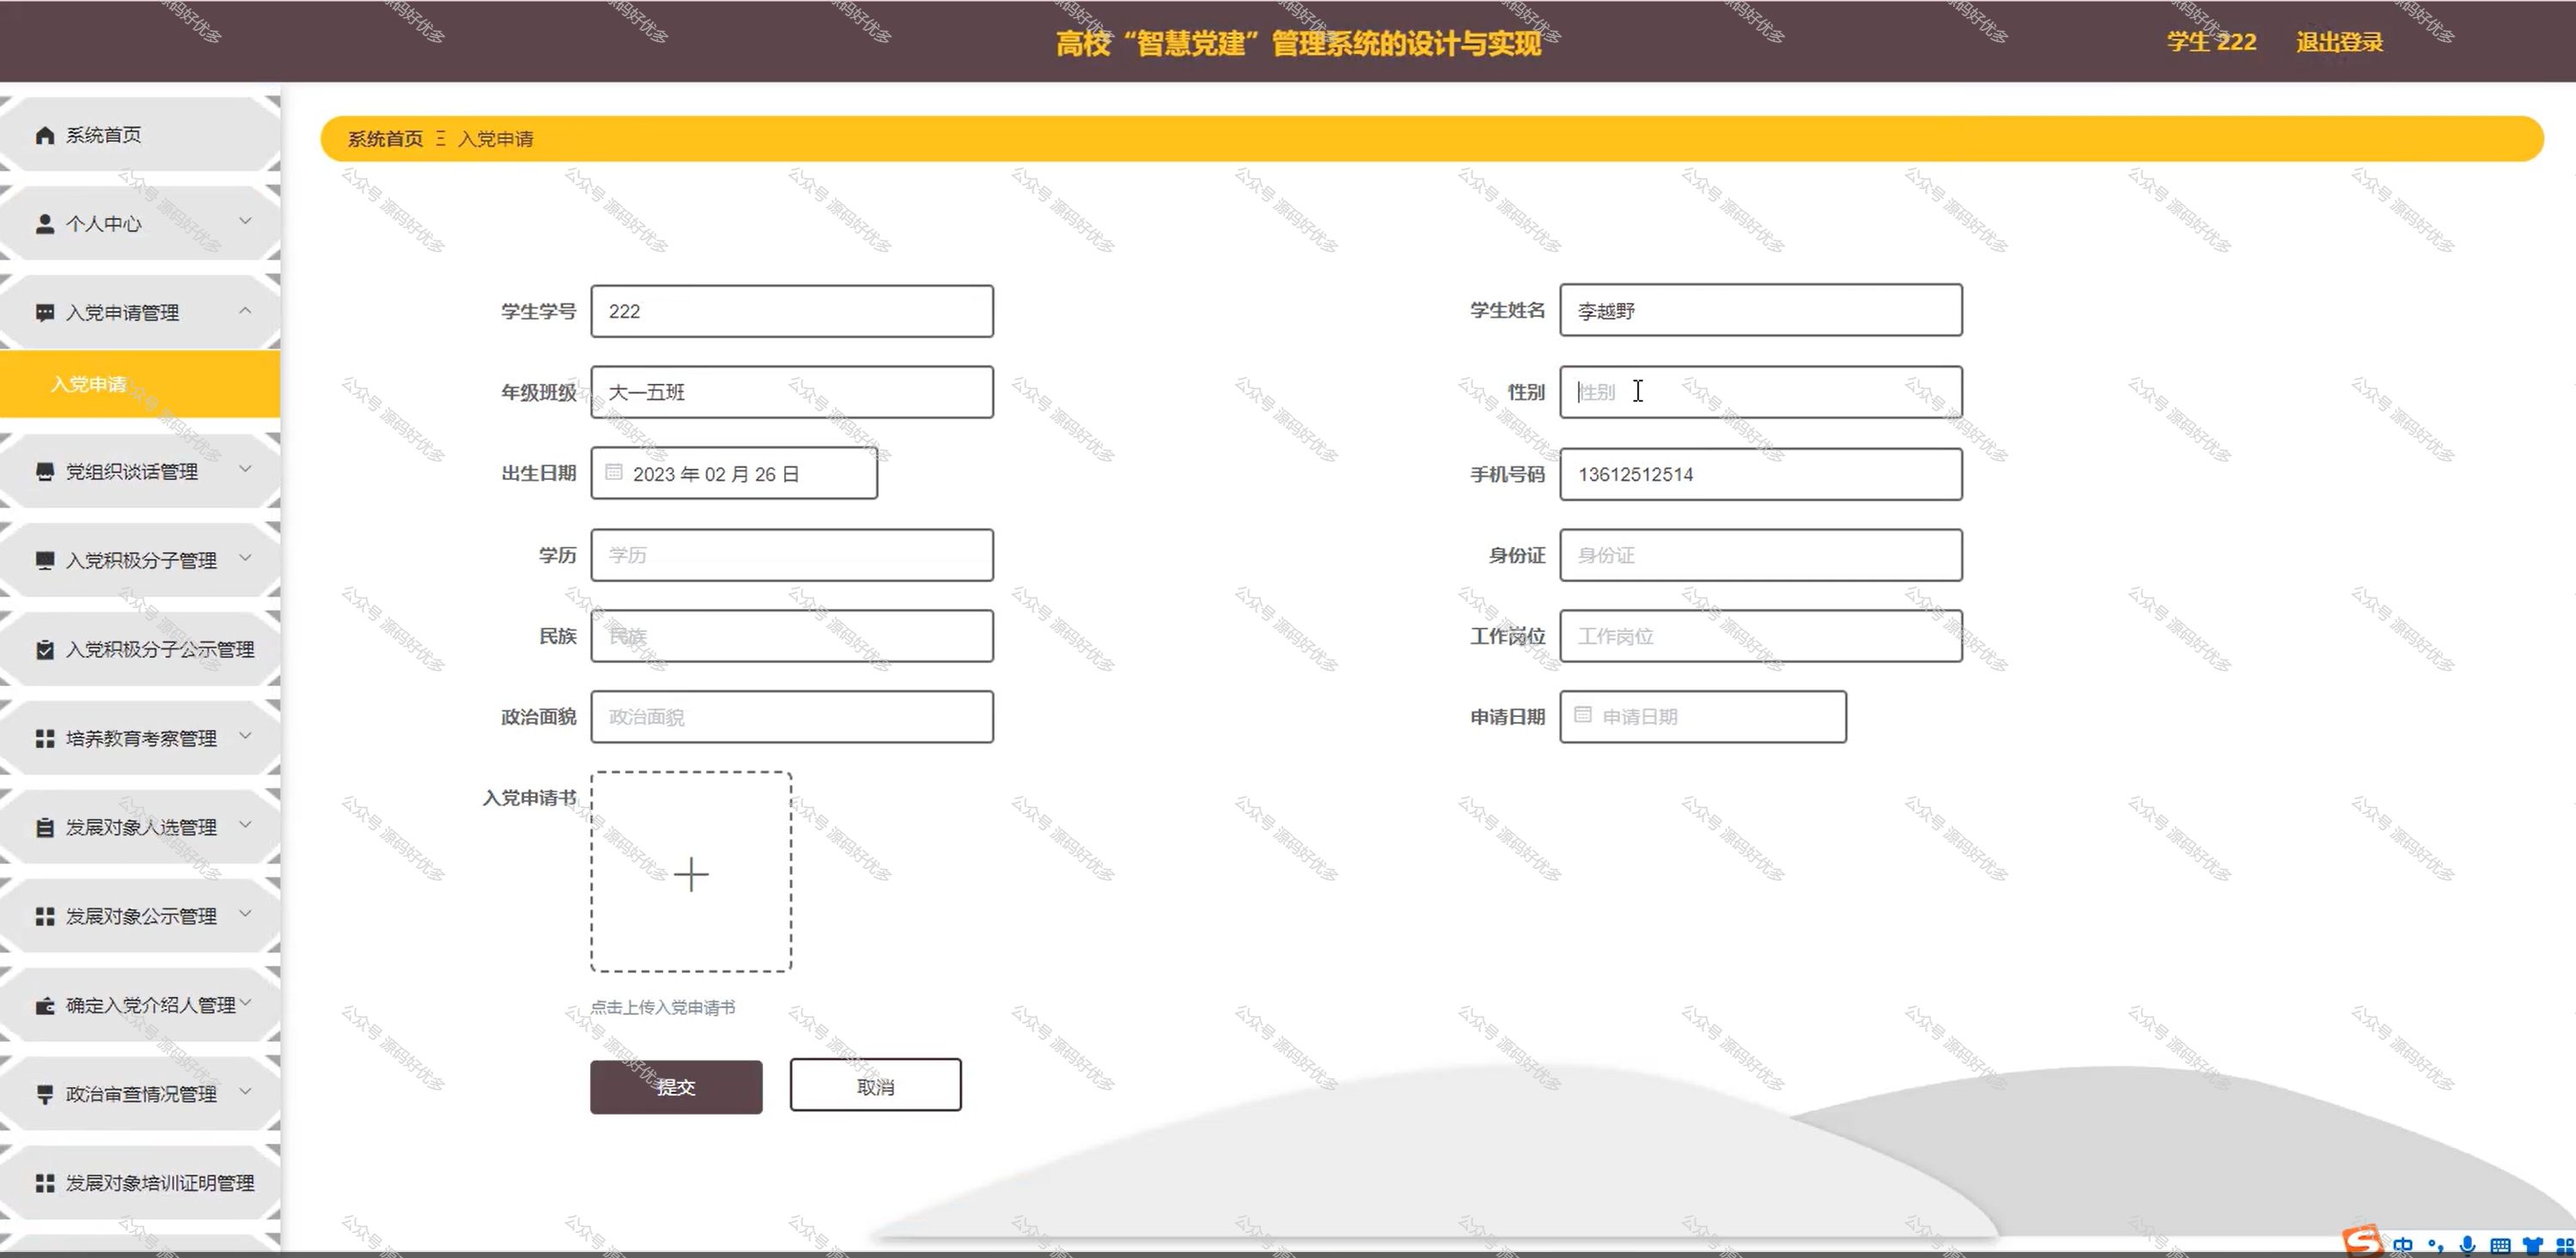 高校“智慧党建”管理系统的设计与实现
学生 222
退出登录
系统首页
个人中心
入党申请管理
入党申请
党组织谈话管理
入党积极分子管理
入党积极分子公示管理
培养教育考察管理
发展对象人选管理
发展对象公示管理
确定入党介绍人管理
政治审查情况管理
发展对象培训证明管理
系统首页 Ξ 入党申请
学生学号 222
学生姓名 李越野
年级班级 大一五班
性别 性别
出生日期 2023 年 02 月 26 日
手机号码 13612512514
学历 学历
身份证 身份证
民族 民族
工作岗位 工作岗位
政治面貌 政治面貌
申请日期 申请日期
入党申请书
点击上传入党申请书
提交
取消
公众号 源码好优多
中